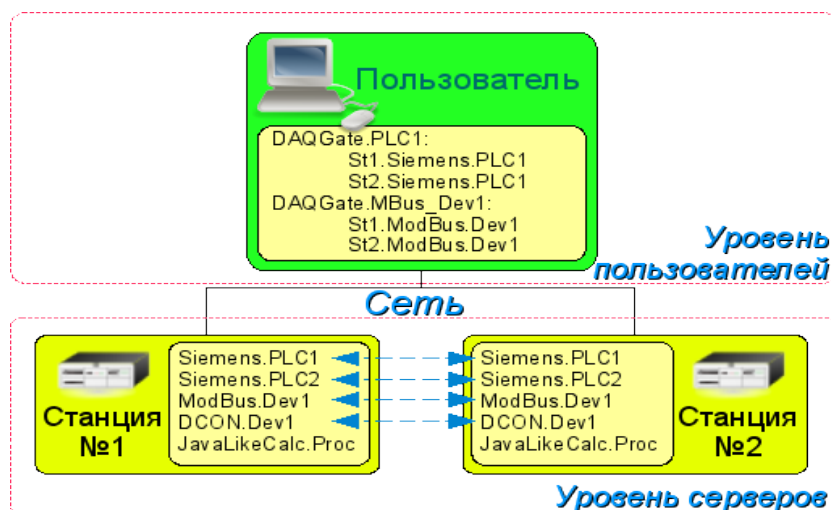 Пользователь
DAQGate.PLC1:
St1.Siemens.PLC1
St2.Siemens.PLC1
DAQGate.MBus_Dev1:
St1.ModBus.Dev1
St2.ModBus.Dev1
Уровень
пользователей
Сеть
Станция
№1
Siemens.PLC1
Siemens.PLC2
ModBus.Dev1
DCON.Dev1
JavaLikeCalc.Proc
Siemens.PLC1
Siemens.PLC2
ModBus.Dev1
DCON.Dev1
JavaLikeCalc.Proc
Станция
№2
Уровень серверов